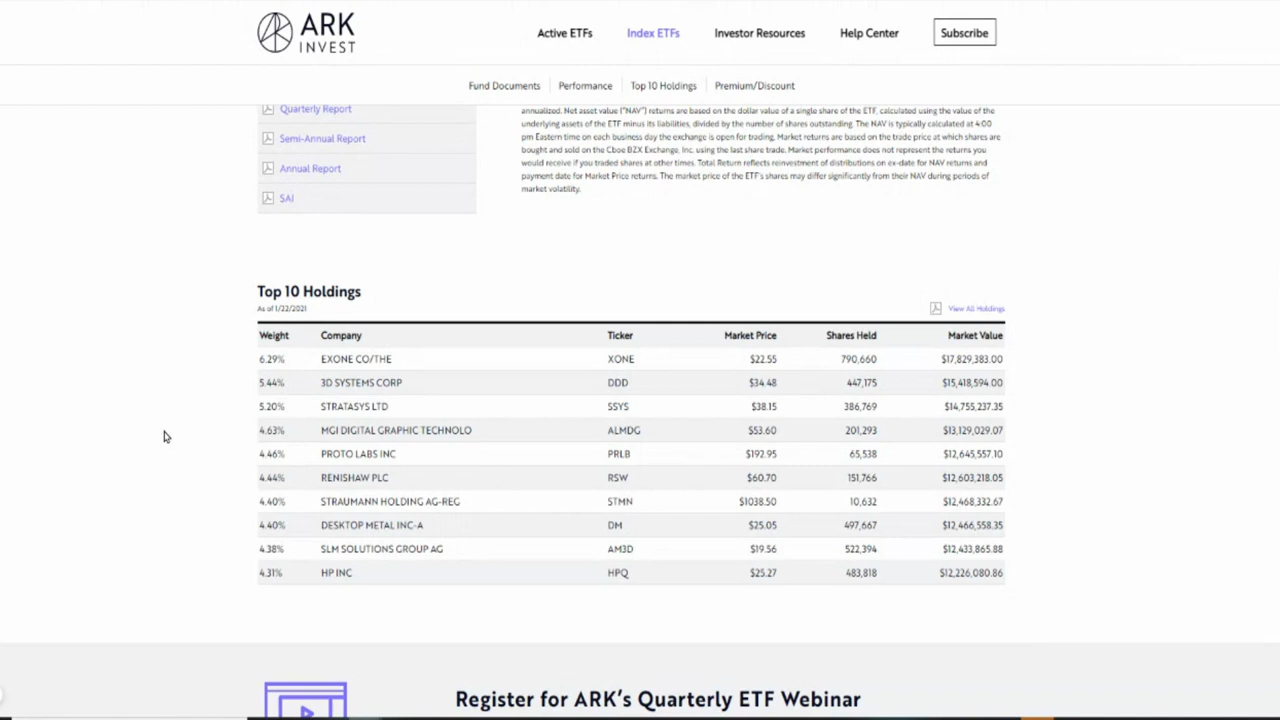 ARK
INVEST
Active ETFs Index ETFs Investor Resources Help Center Subscribe
Fund Documents Performance Top 10 Holdings Premium/Discount
Quarterly Report
Semi-Annual Report
Annual Report
SAI
annualized. Net asset value ("NAV") returns are based on the dollar value of a single share of the ETF, calculated using the value of the
underlying assets of the ETF minus its liabilities, divided by the number of shares outstanding. The NAV is typically calculated at 4:00
pm Eastern time on each business day the exchange is open for trading. Market returns are based on the trade price at which shares are
bought and sold on the Cboe BZX Exchange, Inc. using the last share trade. Market performance does not represent the returns you
would receive if you traded shares at other times. Total Return reflects reinvestment of distributions on ex-date for NAV returns and
payment date for Market Price returns. The market price of the ETF's shares may differ significantly from their NAV during periods of
market volatility.
Top 10 Holdings
As of 1/22/2021 View All Holdings
Weight Company Ticker Market Price Shares Held Market Value
6.29% EXONE CO/THE XONE $22.55 790,660 $17,829,383.00
5.44% 3D SYSTEMS CORP DDD $34.48 447,175 $15,418,594.00
5.20% STRATASYS LTD SSYS $38.15 386,769 $14,755,237.35
4.63% MGI DIGITAL GRAPHIC TECHNOLO ALMDG $53.60 201,293 $13,129,029.07
4.46% PROTO LABS INC PRLB $192.95 65,538 $12,645,557.10
4.44% RENISHAW PLC RSW $60.70 151,766 $12,603,218.05
4.40% STRAUMANN HOLDING AG-REG STMN $1038.50 10,632 $12,468,332.67
4.40% DESKTOP METAL INC-A DM $25.05 497,667 $12,466,558.35
4.38% SLM SOLUTIONS GROUP AG AM3D $19.56 522,394 $12,433,865.88
4.31% HP INC HPQ $25.27 483,818 $12,226,080.86
Register for ARK's Quarterly ETF Webinar